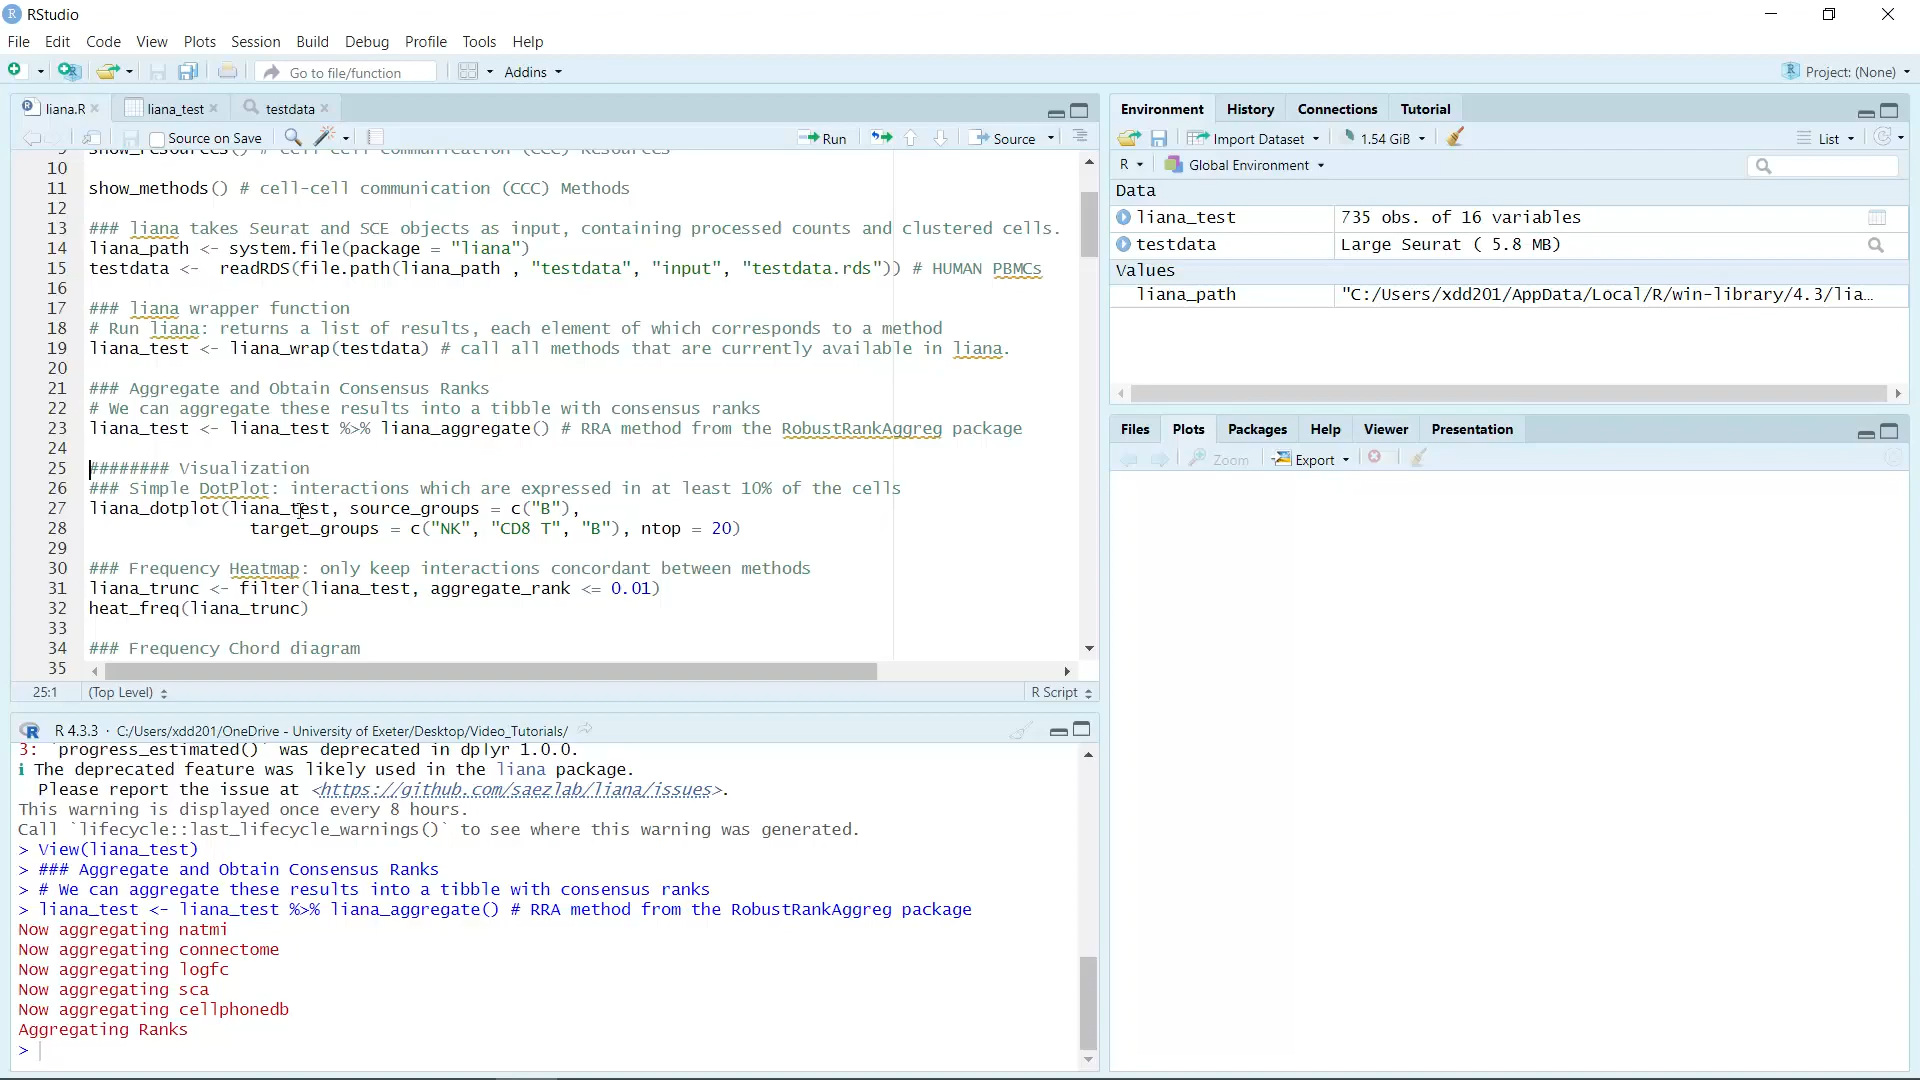 RStudio
File Edit Code View Plots Session Build Debug Profile Tools Help
Go to file/function Addins Project: (None)
liana.R liana_test testdata
Source on Save Run Source
10
11 show_methods() # cell-cell communication (CCC) Methods
12
13 ### liana takes Seurat and SCE objects as input, containing processed counts and clustered cells.
14 liana_path <- system.file(package = "liana")
15 testdata <- readRDS(file.path(liana_path , "testdata", "input", "testdata.rds")) # HUMAN PBMCs
16
17 ### liana wrapper function
18 # Run liana: returns a list of results, each element of which corresponds to a method
19 liana_test <- liana_wrap(testdata) # call all methods that are currently available in liana.
20
21 ### Aggregate and Obtain Consensus Ranks
22 # We can aggregate these results into a tibble with consensus ranks
23 liana_test <- liana_test %>% liana_aggregate() # RRA method from the RobustRankAggreg package
24
25 ######## Visualization
26 ### Simple DotPlot: interactions which are expressed in at least 10% of the cells
27 liana_dotplot(liana_test, source_groups = c("B"),
28 target_groups = c("NK", "CD8 T", "B"), ntop = 20)
29
30 ### Frequency Heatmap: only keep interactions concordant between methods
31 liana_trunc <- filter(liana_test, aggregate_rank <= 0.01)
32 heat_freq(liana_trunc)
33
34 ### Frequency Chord diagram
35
25:1 (Top Level) R Script
R 4.3.3 · C:/Users/xdd201/OneDrive - University of Exeter/Desktop/Video_Tutorials/
3: `progress_estimated()` was deprecated in dplyr 1.0.0.
i The deprecated feature was likely used in the liana package.
Please report the issue at <https://github.com/saezlab/liana/issues>.
This warning is displayed once every 8 hours.
Call `lifecycle::last_lifecycle_warnings()` to see where this warning was generated.
> View(liana_test)
> ### Aggregate and Obtain Consensus Ranks
> # We can aggregate these results into a tibble with consensus ranks
> liana_test <- liana_test %>% liana_aggregate() # RRA method from the RobustRankAggreg package
Now aggregating natmi
Now aggregating connectome
Now aggregating logfc
Now aggregating sca
Now aggregating cellphonedb
Aggregating Ranks
>
Environment History Connections Tutorial
Import Dataset 1.54 GiB List
R Global Environment
Data
liana_test 735 obs. of 16 variables
testdata Large Seurat ( 5.8 MB)
Values
liana_path "C:/Users/xdd201/AppData/Local/R/win-library/4.3/lia…
Files Plots Packages Help Viewer Presentation
Zoom Export